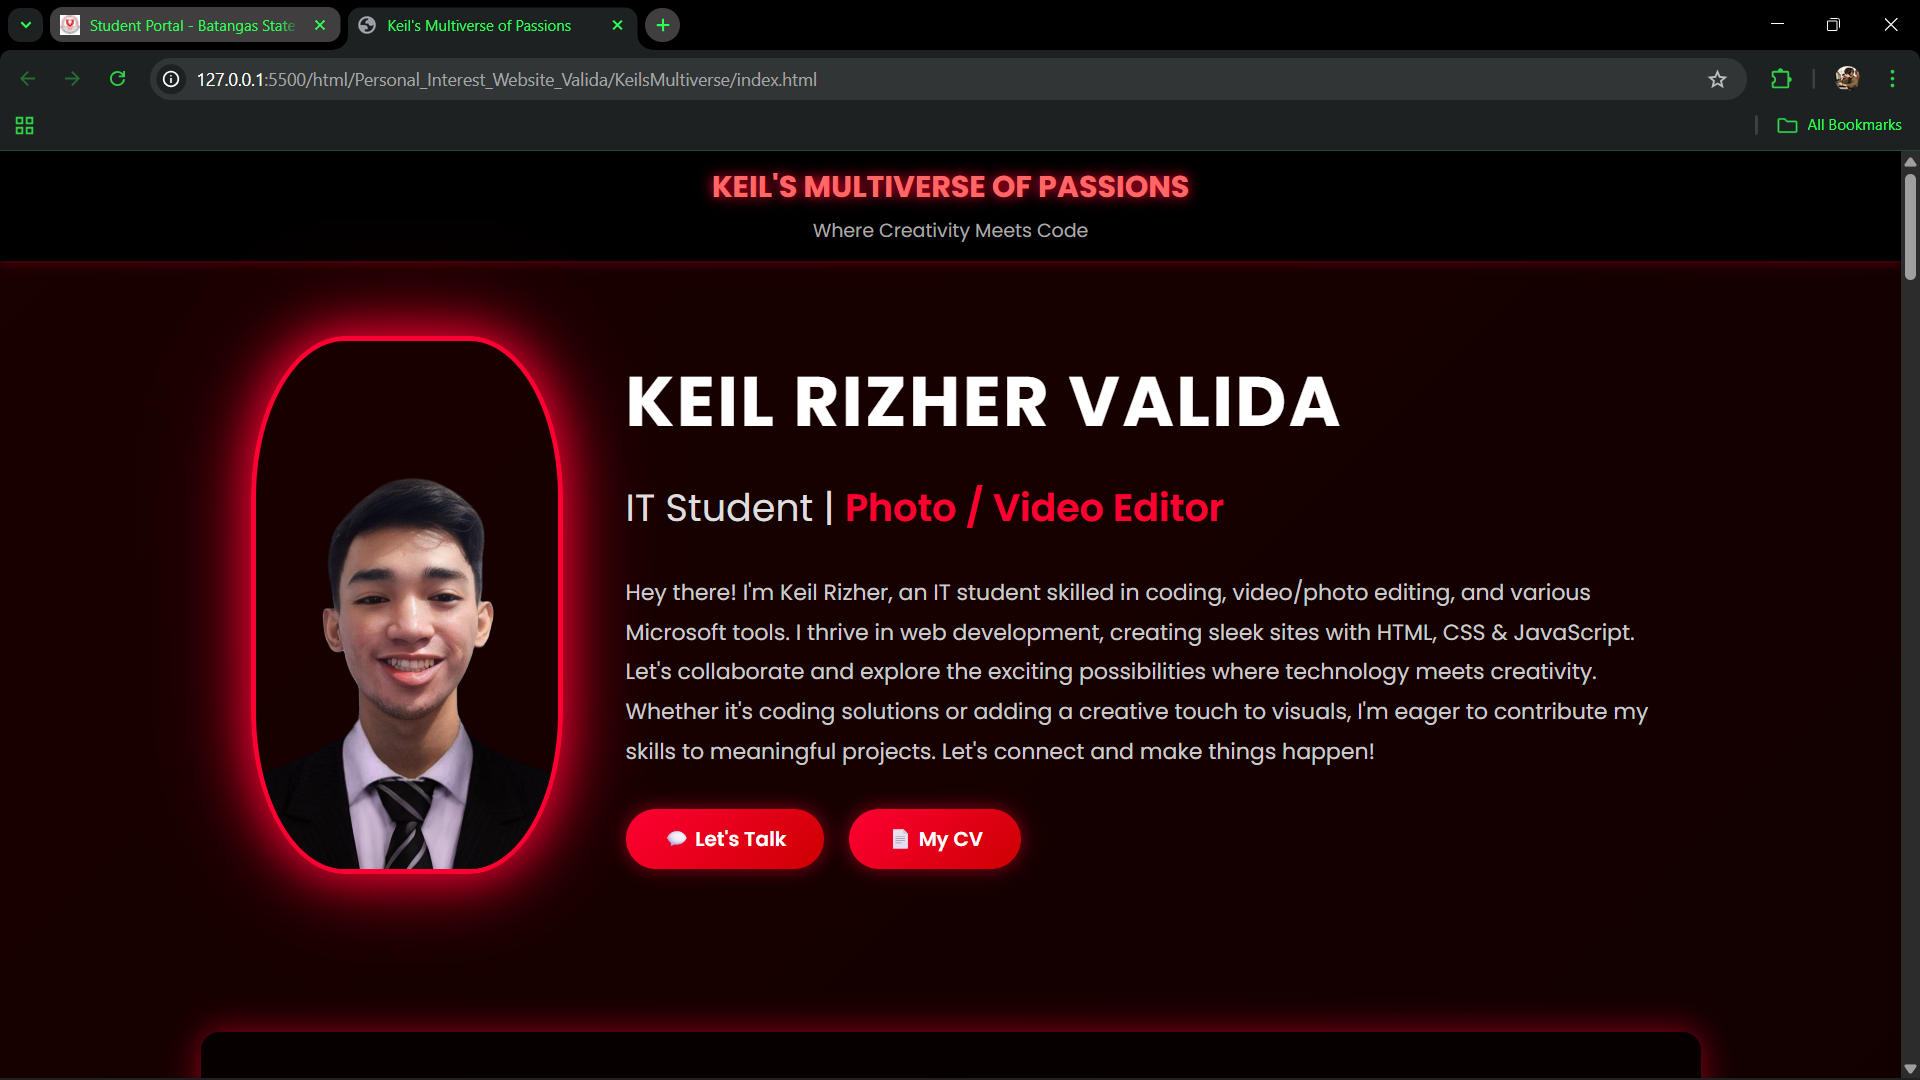 Student Portal - Batangas State
Keil's Multiverse of Passions
127.0.0.1:5500/html/Personal_Interest_Website_Valida/KeilsMultiverse/index.html
All Bookmarks
KEIL'S MULTIVERSE OF PASSIONS
Where Creativity Meets Code
KEIL RIZHER VALIDA
IT Student | Photo / Video Editor
Hey there! I'm Keil Rizher, an IT student skilled in coding, video/photo editing, and various
Microsoft tools. I thrive in web development, creating sleek sites with HTML, CSS & JavaScript.
Let's collaborate and explore the exciting possibilities where technology meets creativity.
Whether it's coding solutions or adding a creative touch to visuals, I'm eager to contribute my
skills to meaningful projects. Let's connect and make things happen!
💬 Let's Talk
📄 My CV